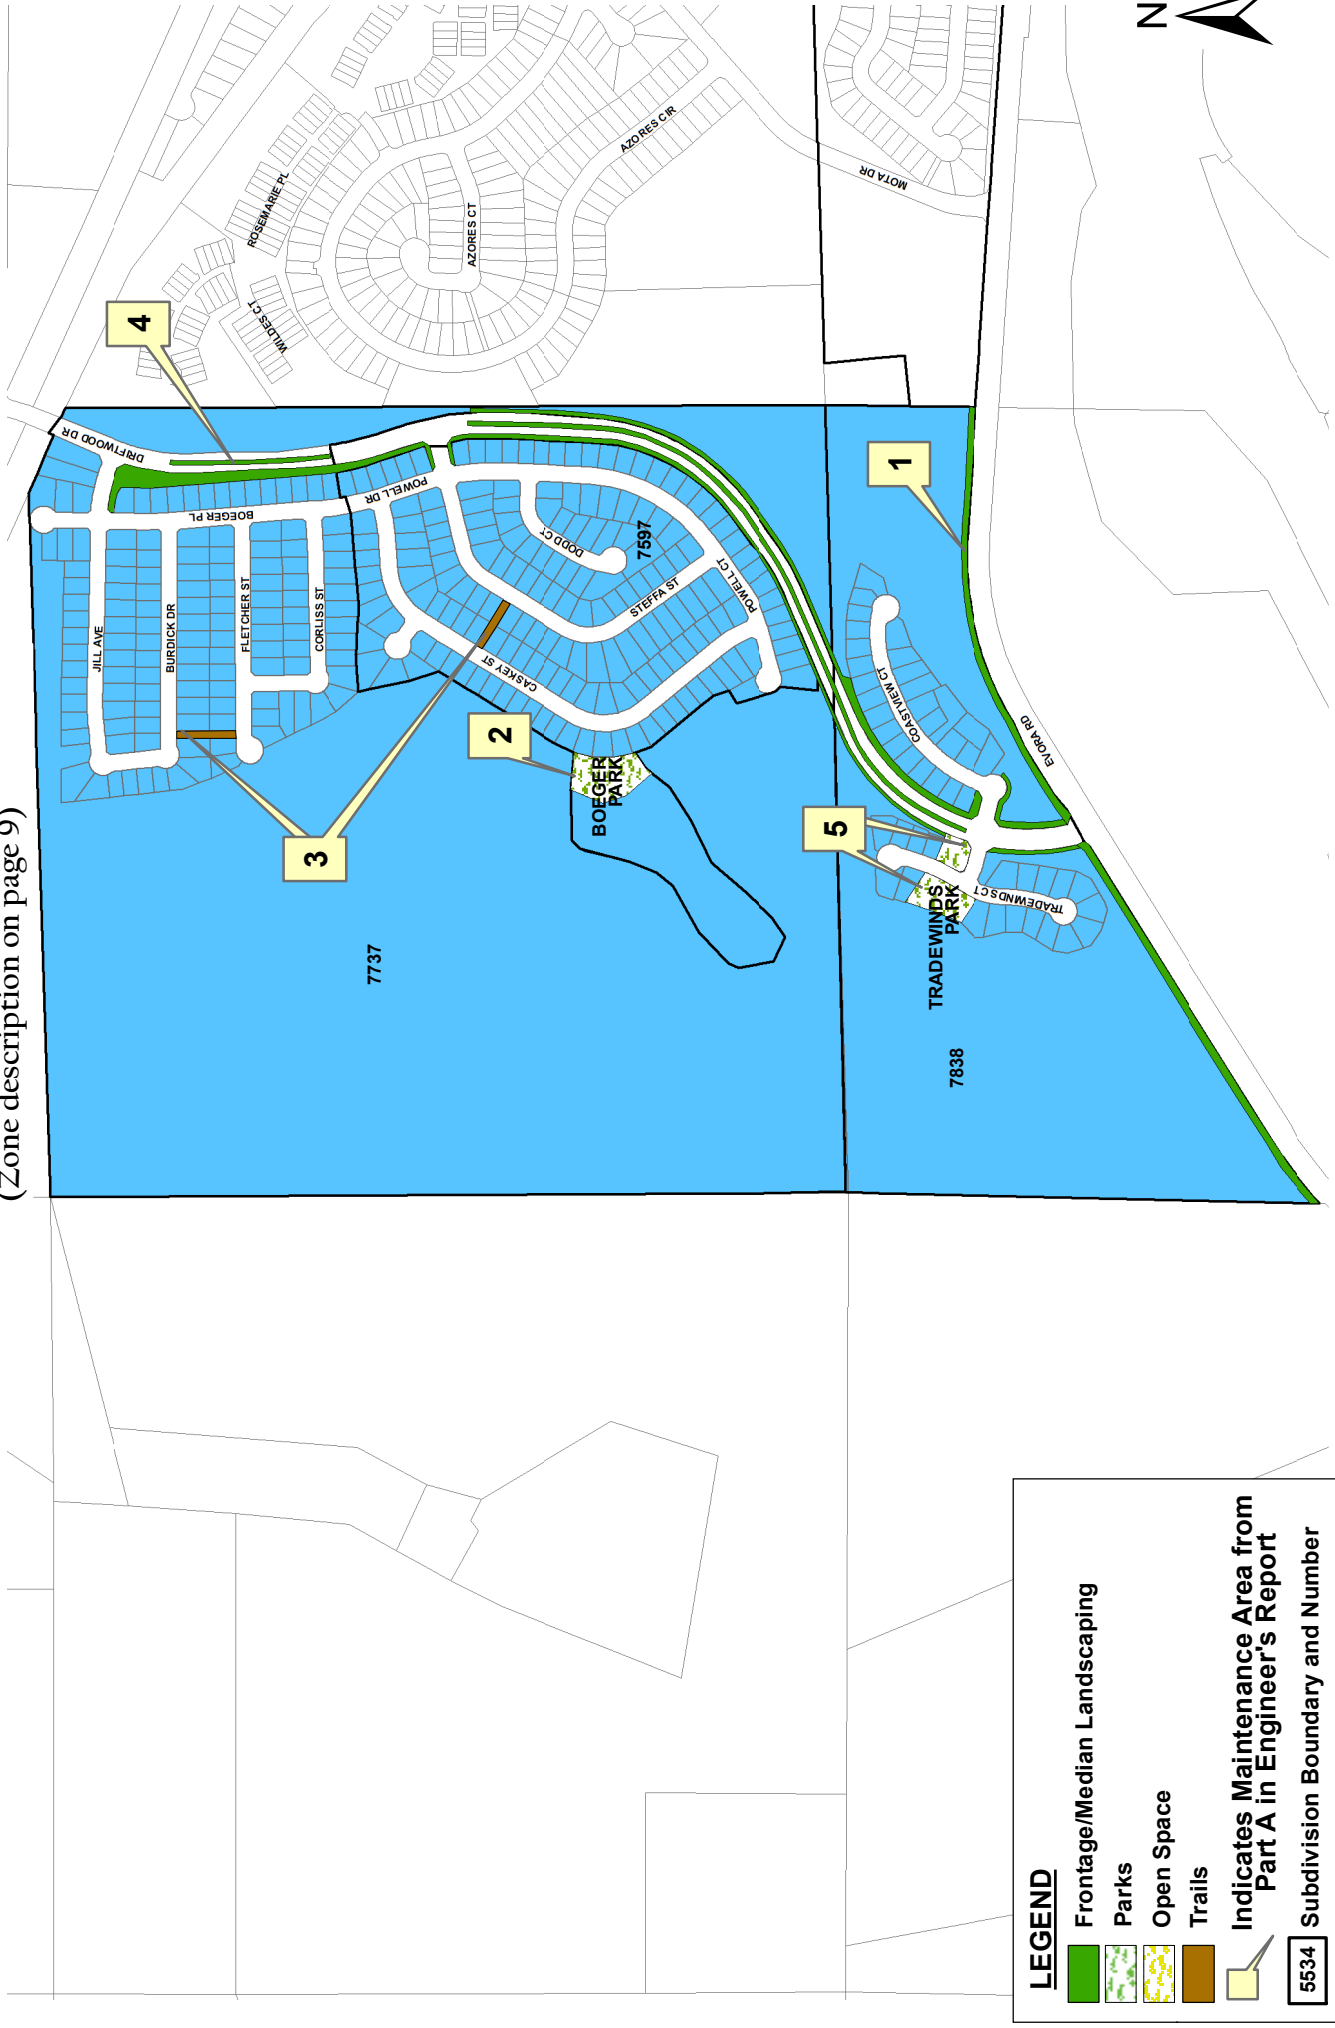 (Zone description on page 9)
N
DRIFTWOOD DR
4
ROSEMARIE PL
WILDES CT
AZORES CT
AZORES CIR
MOTA DR
JILL AVE
BOEGER PL
BURDICK DR
FLETCHER ST
CORLISS ST
POWELL DR
DODD CT
7597
STEFFA ST
POWELL CT
CASKEY ST
3
2
BOEGER
PARK
1
COASTVIEW CT
EVORA RD
5
TRADEWINDS
PARK
TRADEWINDS CT
7737
7838
LEGEND
Frontage/Median Landscaping
Parks
Open Space
Trails
Indicates Maintenance Area from
Part A in Engineer's Report
5534 Subdivision Boundary and Number